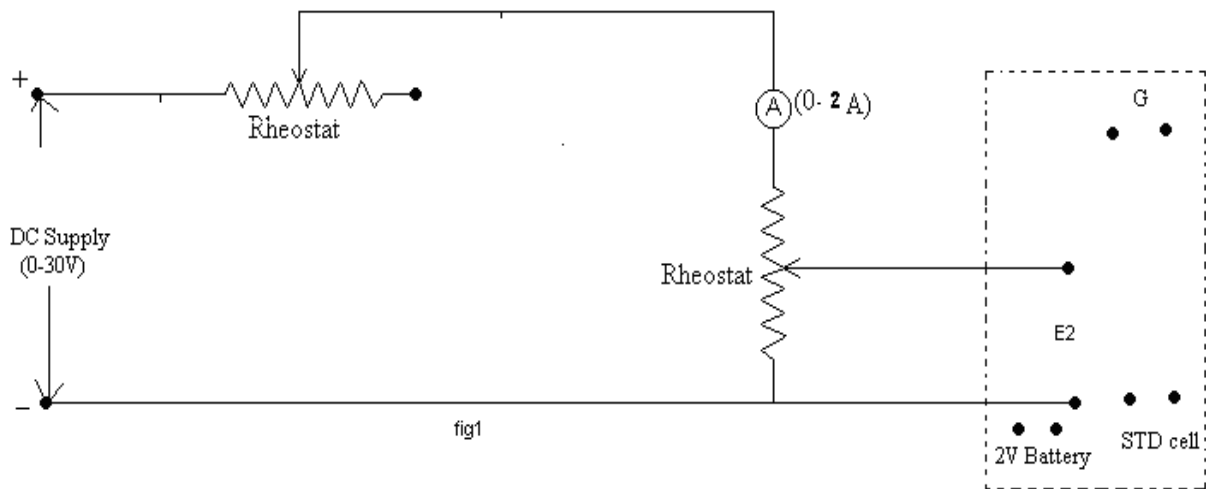 +
Rheostat
A
(0- 2 A)
G
DC Supply
(0-30V)
Rheostat
E2
–
fig1
2V Battery
STD cell